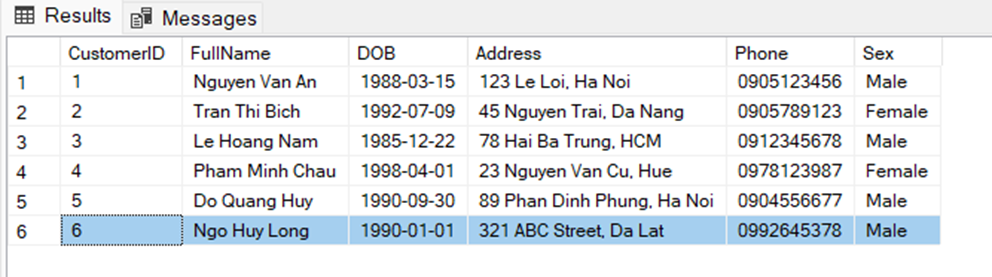 Results Messages
CustomerID FullName DOB Address Phone Sex
1 1 Nguyen Van An 1988-03-15 123 Le Loi, Ha Noi 0905123456 Male
2 2 Tran Thi Bich 1992-07-09 45 Nguyen Trai, Da Nang 0905789123 Female
3 3 Le Hoang Nam 1985-12-22 78 Hai Ba Trung, HCM 0912345678 Male
4 4 Pham Minh Chau 1998-04-01 23 Nguyen Van Cu, Hue 0978123987 Female
5 5 Do Quang Huy 1990-09-30 89 Phan Dinh Phung, Ha Noi 0904556677 Male
6 6 Ngo Huy Long 1990-01-01 321 ABC Street, Da Lat 0992645378 Male